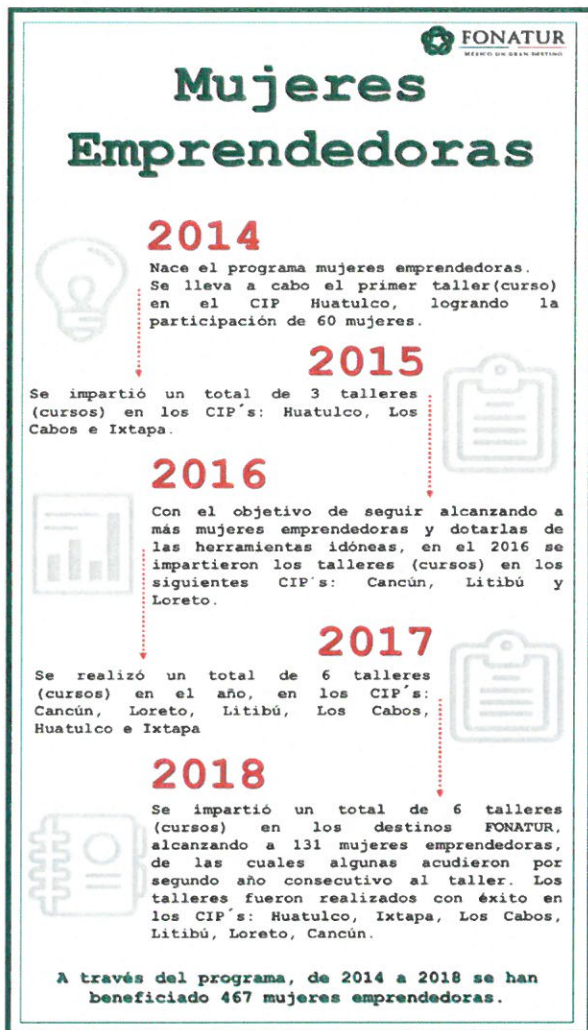 FONATUR
MÉXICO UN GRAN DESTINO
Mujeres
Emprendedoras
2014
Nace el programa mujeres emprendedoras.
Se lleva a cabo el primer taller(curso)
en el CIP Huatulco, logrando la
participación de 60 mujeres.
2015
Se impartió un total de 3 talleres
(cursos) en los CIP´s: Huatulco, Los
Cabos e Ixtapa.
2016
Con el objetivo de seguir alcanzando a
más mujeres emprendedoras y dotarlas de
las herramientas idóneas, en el 2016 se
impartieron los talleres (cursos) en los
siguientes CIP´s: Cancún, Litibú y
Loreto.
2017
Se realizó un total de 6 talleres
(cursos) en el año, en los CIP´s:
Cancún, Loreto, Litibú, Los Cabos,
Huatulco e Ixtapa
2018
Se impartió un total de 6 talleres
(cursos) en los destinos FONATUR,
alcanzando a 131 mujeres emprendedoras,
de las cuales algunas acudieron por
segundo año consecutivo al taller. Los
talleres fueron realizados con éxito en
los CIP´s: Huatulco, Ixtapa, Los Cabos,
Litibú, Loreto, Cancún.
A través del programa, de 2014 a 2018 se han
beneficiado 467 mujeres emprendedoras.